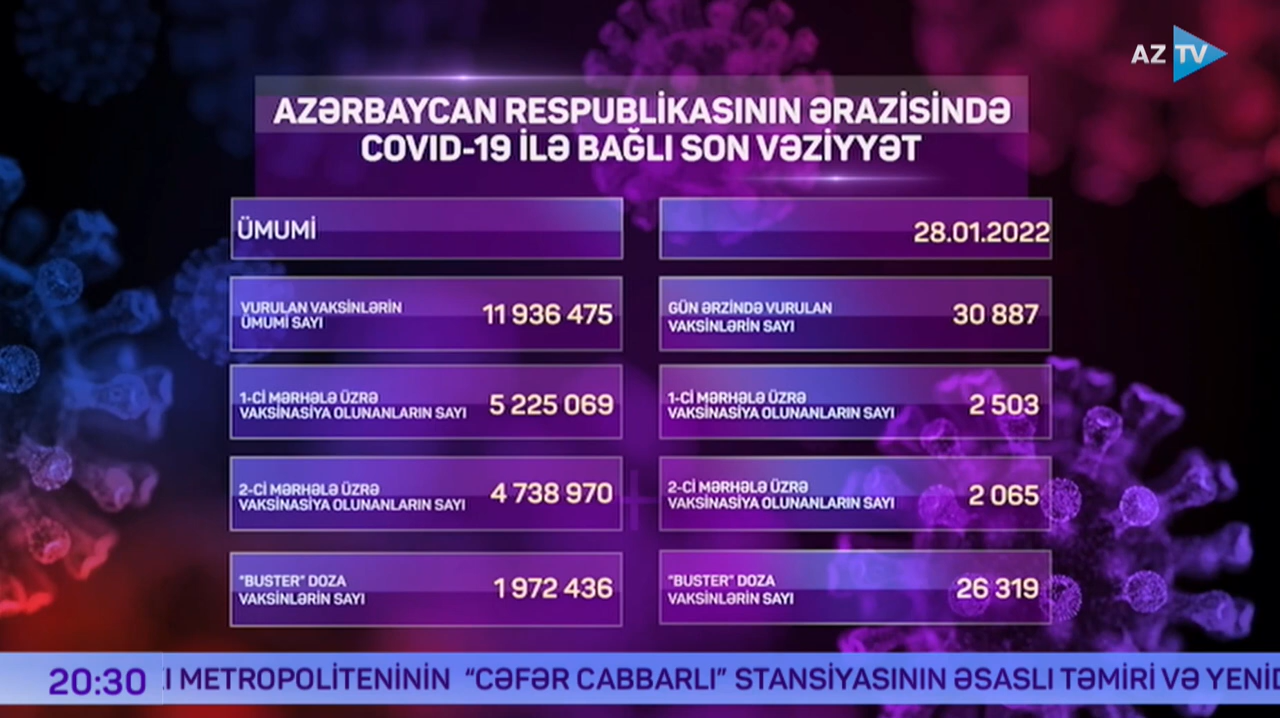 AZ TV
AZƏRBAYCAN RESPUBLİKASININ ƏRAZİSİNDƏ
COVID-19 İLƏ BAĞLI SON VƏZİYYƏT
ÜMUMİ
28.01.2022
VURULAN VAKSİNLƏRİN
ÜMUMİ SAYI
11 936 475
GÜN ƏRZİNDƏ VURULAN
VAKSİNLƏRİN SAYI
30 887
1-Cİ MƏRHƏLƏ ÜZRƏ
VAKSİNASİYA OLUNANLARIN SAYI
5 225 069
1-Cİ MƏRHƏLƏ ÜZRƏ
VAKSİNASİYA OLUNANLARIN SAYI
2 503
2-Cİ MƏRHƏLƏ ÜZRƏ
VAKSİNASİYA OLUNANLARIN SAYI
4 738 970
2-Cİ MƏRHƏLƏ ÜZRƏ
VAKSİNASİYA OLUNANLARIN SAYI
2 065
"BUSTER" DOZA
VAKSİNLƏRİN SAYI
1 972 436
"BUSTER" DOZA
VAKSİNLƏRİN SAYI
26 319
20:30 METROPOLİTENİNİN “CƏFƏR CABBARLI” STANSİYASININ ƏSASLI TƏMİRİ VƏ